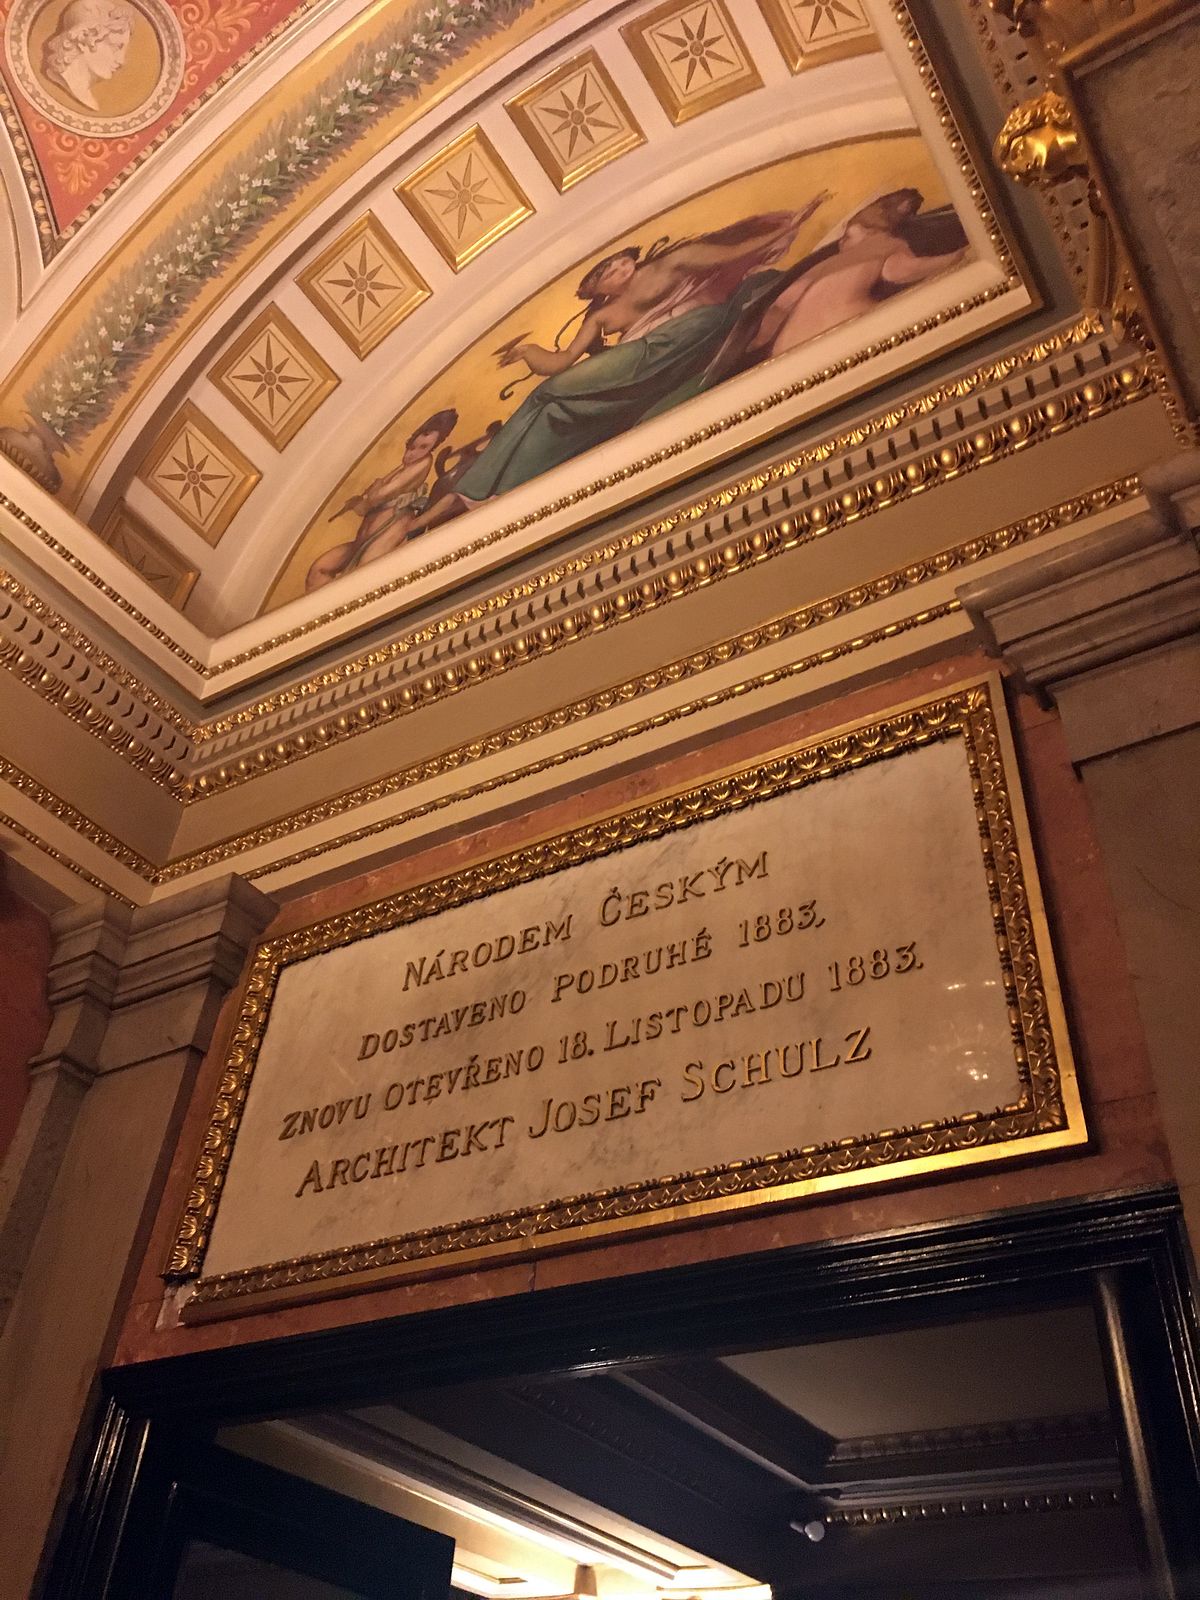 NÁRODEM ČESKÝM
DOSTAVENO PODRUHÉ 1883,
ZNOVU OTEVŘENO 18. LISTOPADU 1883.
ARCHITEKT JOSEF SCHULZ